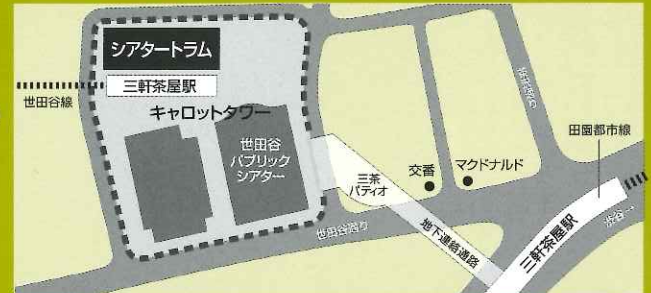 シアタートラム
三軒茶屋駅
世田谷線
キャロットタワー
世田谷
パブリック
シアター
三茶
パティオ
交番
マクドナルド
田園都市線
世田谷通り
地下連絡通路
三軒茶屋駅
渋谷→